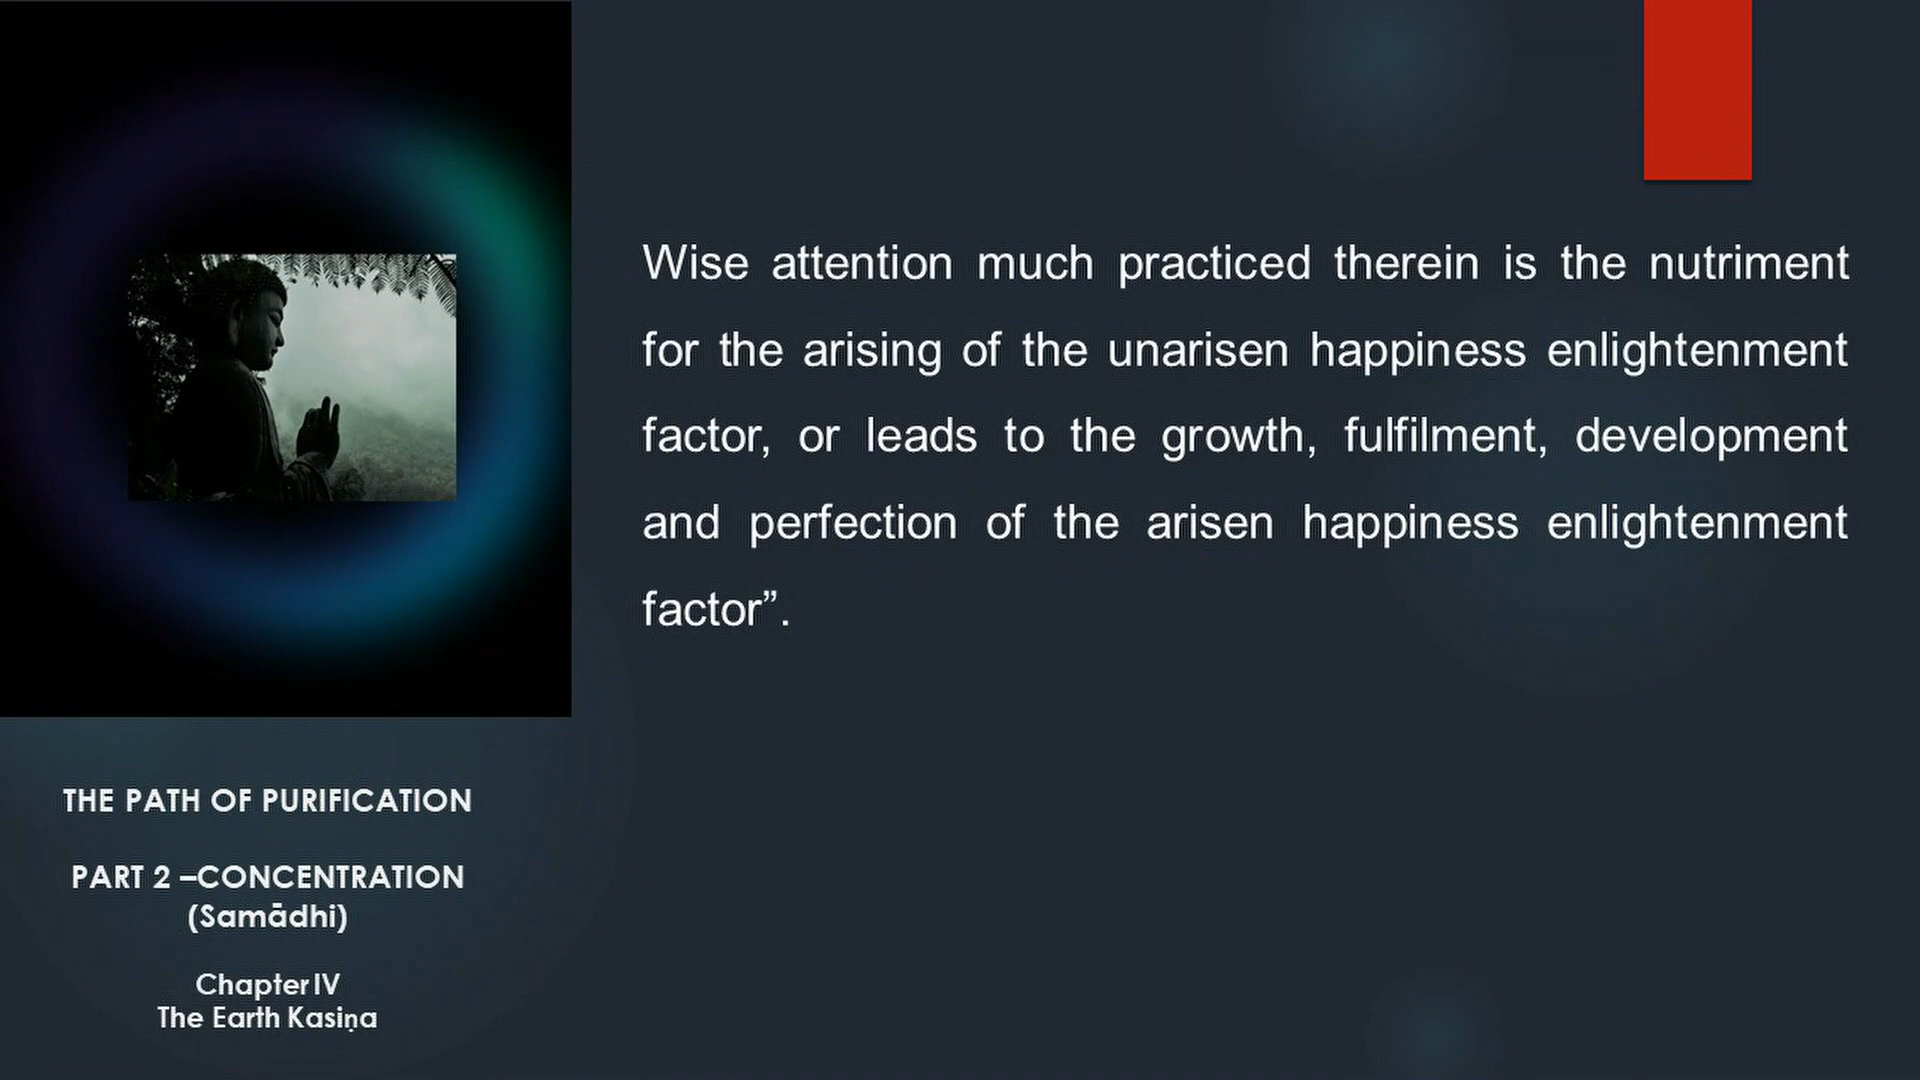 Wise attention much practiced therein is the nutriment
for the arising of the unarisen happiness enlightenment
factor, or leads to the growth, fulfilment, development
and perfection of the arisen happiness enlightenment
factor”.
THE PATH OF PURIFICATION
PART 2 –CONCENTRATION
(Samādhi)
Chapter IV
The Earth Kasiṇa